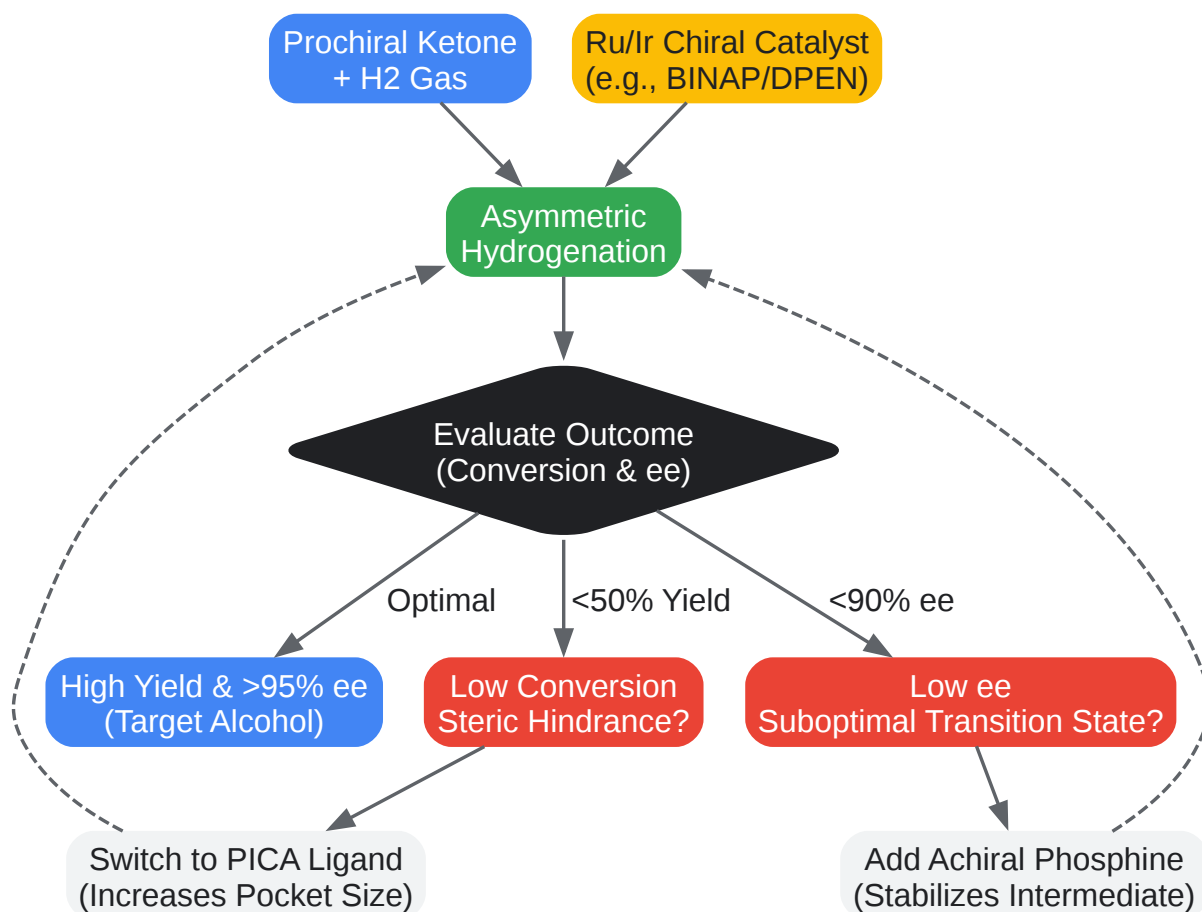 Prochiral Ketone
+ H2 Gas
Ru/Ir Chiral Catalyst
(e.g., BINAP/DPEN)
Asymmetric
Hydrogenation
Evaluate Outcome
(Conversion & ee)
Optimal
<50% Yield
<90% ee
High Yield & >95% ee
(Target Alcohol)
Low Conversion
Steric Hindrance?
Low ee
Suboptimal Transition State?
Switch to PICA Ligand
(Increases Pocket Size)
Add Achiral Phosphine
(Stabilizes Intermediate)